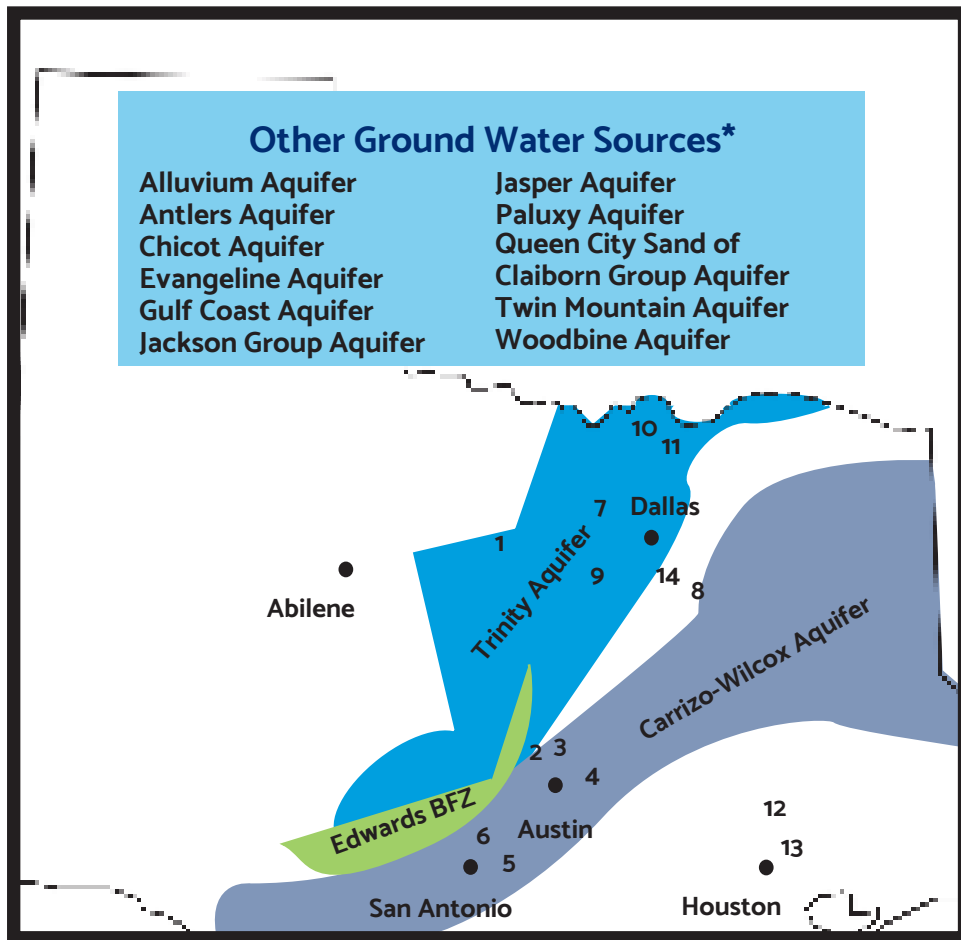 Other Ground Water Sources*
Alluvium Aquifer
Antlers Aquifer
Chicot Aquifer
Evangeline Aquifer
Gulf Coast Aquifer
Jackson Group Aquifer
Jasper Aquifer
Paluxy Aquifer
Queen City Sand of
Claiborn Group Aquifer
Twin Mountain Aquifer
Woodbine Aquifer
10
11
7
Dallas
1
Trinity Aquifer
9
14
8
Abilene
Carrizo-Wilcox Aquifer
2
3
4
Edwards BFZ
Austin
6
5
12
13
San Antonio
Houston